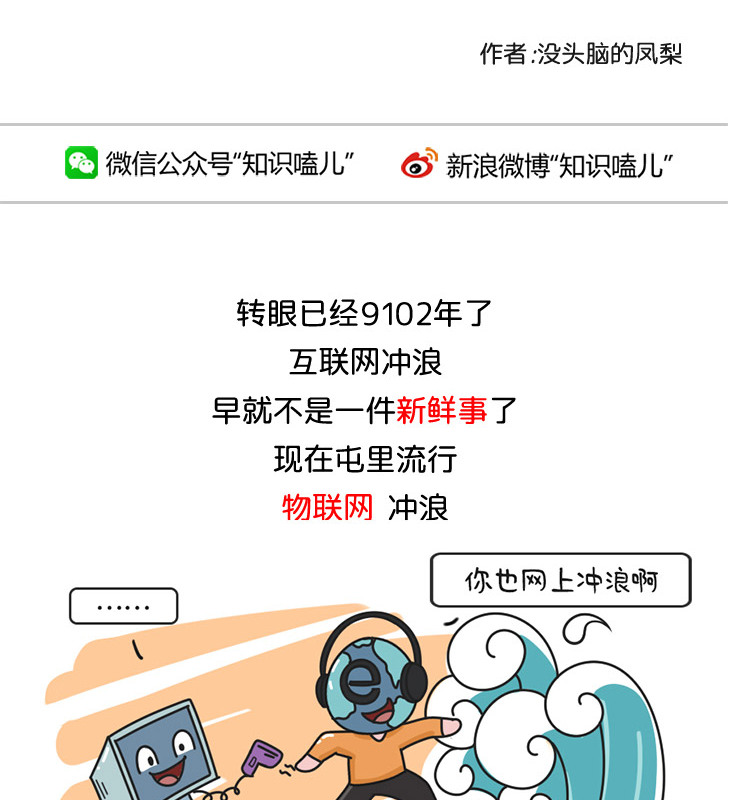 作者:没头脑的凤梨
微信公众号“知识嗑儿” 新浪微博“知识嗑儿”
转眼已经9102年了
互联网冲浪
早就不是一件新鲜事了
现在屯里流行
物联网 冲浪
你也网上冲浪啊
……
e